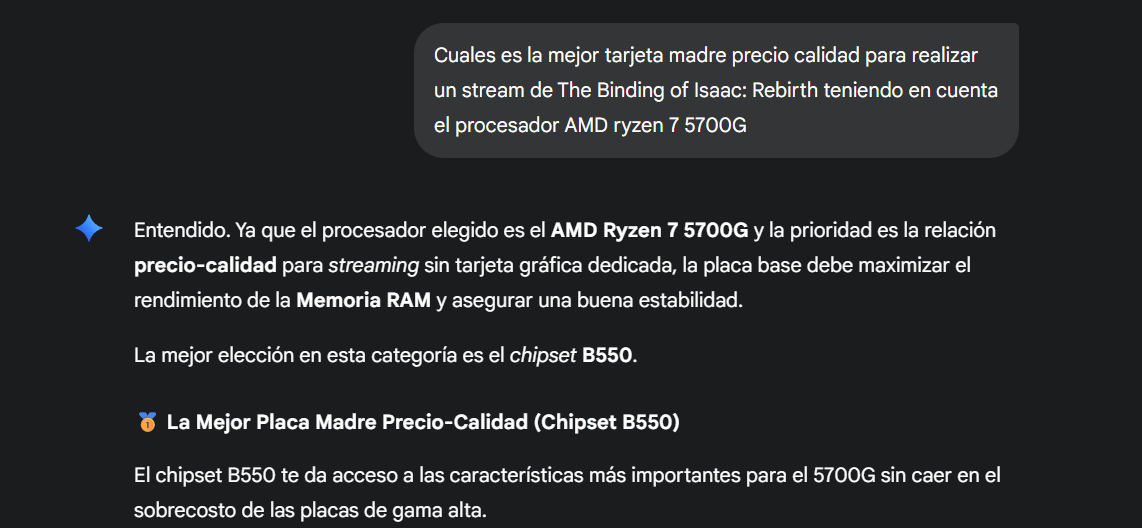 Cuales es la mejor tarjeta madre precio calidad para realizar
un stream de The Binding of Isaac: Rebirth teniendo en cuenta
el procesador AMD ryzen 7 5700G
Entendido. Ya que el procesador elegido es el AMD Ryzen 7 5700G y la prioridad es la relación
precio-calidad para streaming sin tarjeta gráfica dedicada, la placa base debe maximizar el
rendimiento de la Memoria RAM y asegurar una buena estabilidad.
La mejor elección en esta categoría es el chipset B550.
🥇 La Mejor Placa Madre Precio-Calidad (Chipset B550)
El chipset B550 te da acceso a las características más importantes para el 5700G sin caer en el
sobrecosto de las placas de gama alta.